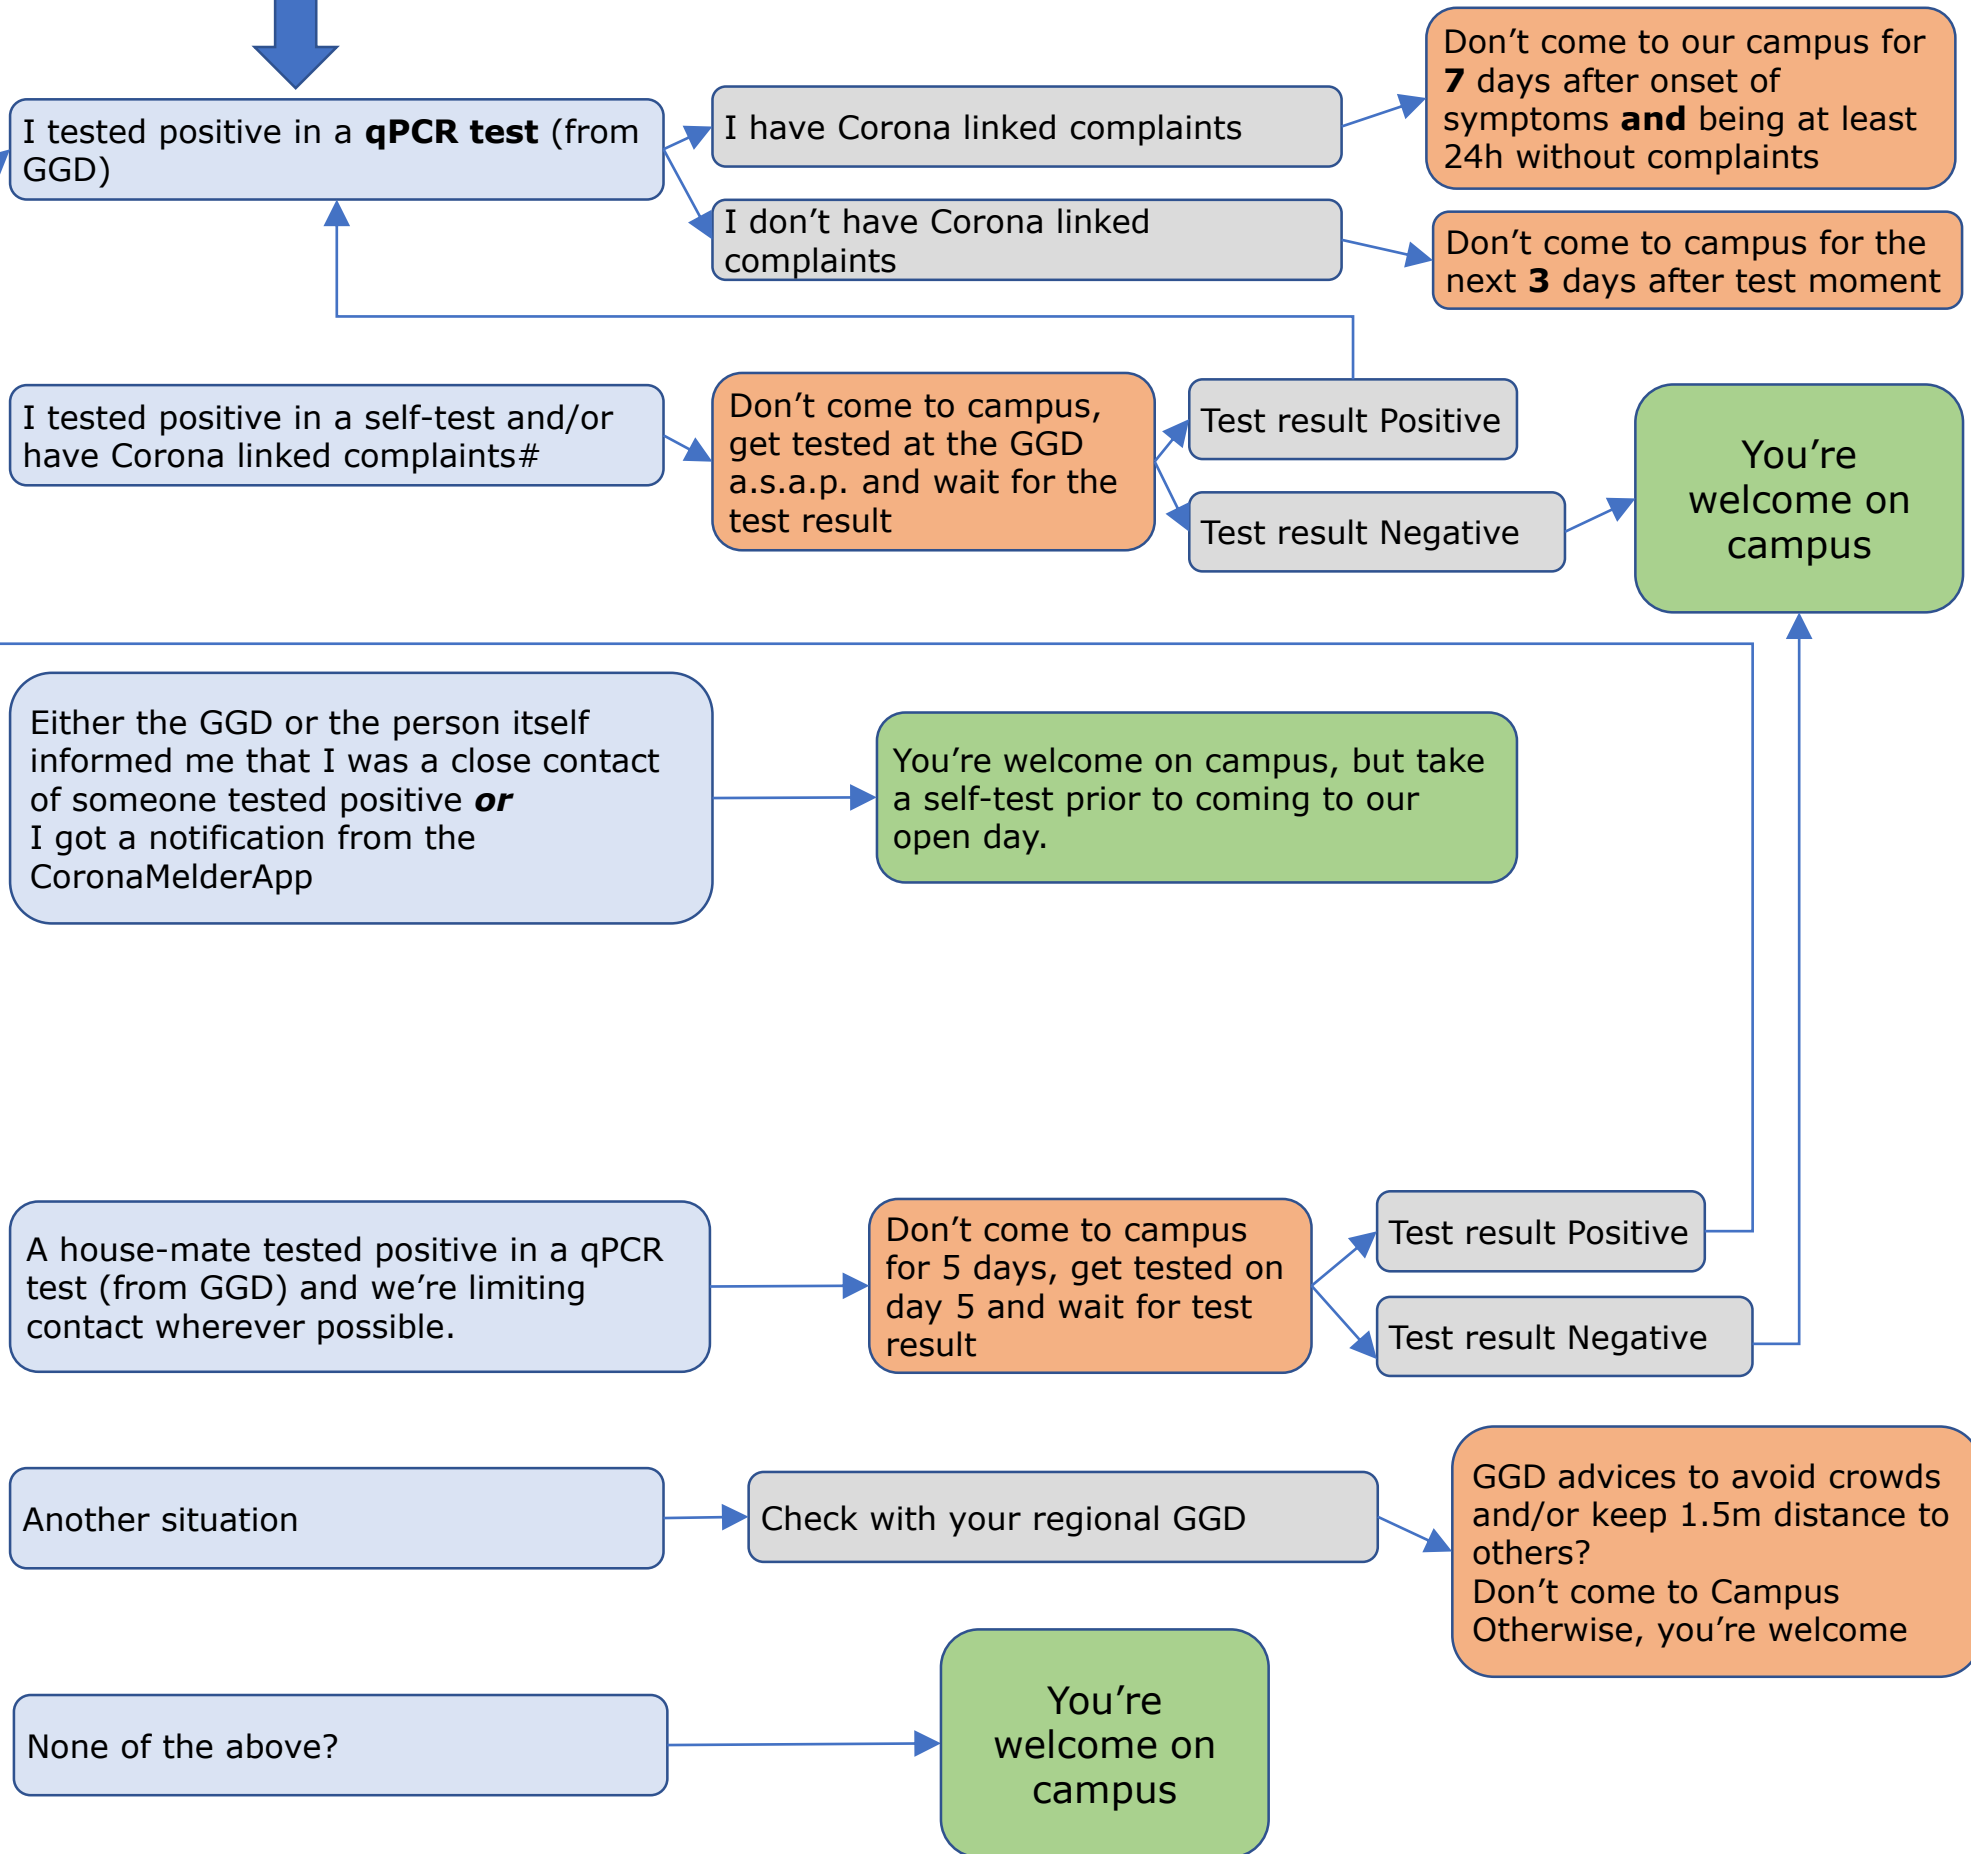 I tested positive in a qPCR test (from
GGD)
I have Corona linked complaints
Don't come to our campus for
7 days after onset of
symptoms and being at least
24h without complaints
I don't have Corona linked
complaints
Don't come to campus for the
next 3 days after test moment
I tested positive in a self-test and/or
have Corona linked complaints#
Don't come to campus,
get tested at the GGD
a.s.a.p. and wait for the
test result
Test result Positive
Test result Negative
You're
welcome on
campus
Either the GGD or the person itself
informed me that I was a close contact
of someone tested positive or
I got a notification from the
CoronaMelderApp
You're welcome on campus, but take
a self-test prior to coming to our
open day.
A house-mate tested positive in a qPCR
test (from GGD) and we're limiting
contact wherever possible.
Don't come to campus
for 5 days, get tested on
day 5 and wait for test
result
Test result Positive
Test result Negative
Another situation
Check with your regional GGD
GGD advices to avoid crowds
and/or keep 1.5m distance to
others?
Don't come to Campus
Otherwise, you're welcome
None of the above?
You're
welcome on
campus